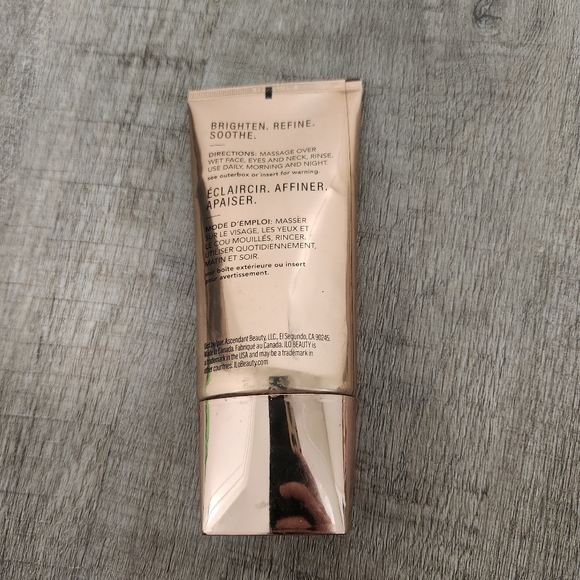 BRIGHTEN. REFINE.
SOOTHE.
DIRECTIONS: MASSAGE OVER
WET FACE, EYES AND NECK, RINSE.
USE DAILY, MORNING AND NIGHT.
see outerbox or insert for warning.
ÉCLAIRCIR. AFFINER.
APAISER.
MODE D'EMPLOI: MASSER
SUR LE VISAGE, LES YEUX ET
LE COU MOUILLÉS, RINCER.
UTILISER QUOTIDIENNEMENT,
MATIN ET SOIR.
boîte extérieure ou insert
pour avertissement.
Ascendant Beauty, LLC., El Segundo, CA 90245.
Made in Canada. Fabriqué au Canada. ILO BEAUTY is
a trademark in the USA and may be a trademark in
other countries. IloBeauty.com